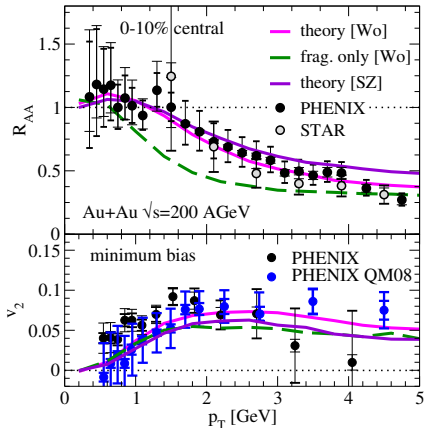 0-10% central
theory [Wo]
frag. only [Wo]
theory [SZ]
PHENIX
STAR
Au+Au √s=200 AGeV
R_AA
1.5
1
0.5
minimum bias
PHENIX
PHENIX QM08
v_2
0.1
0.05
0
0 1 2 3 4 5
p_T [GeV]